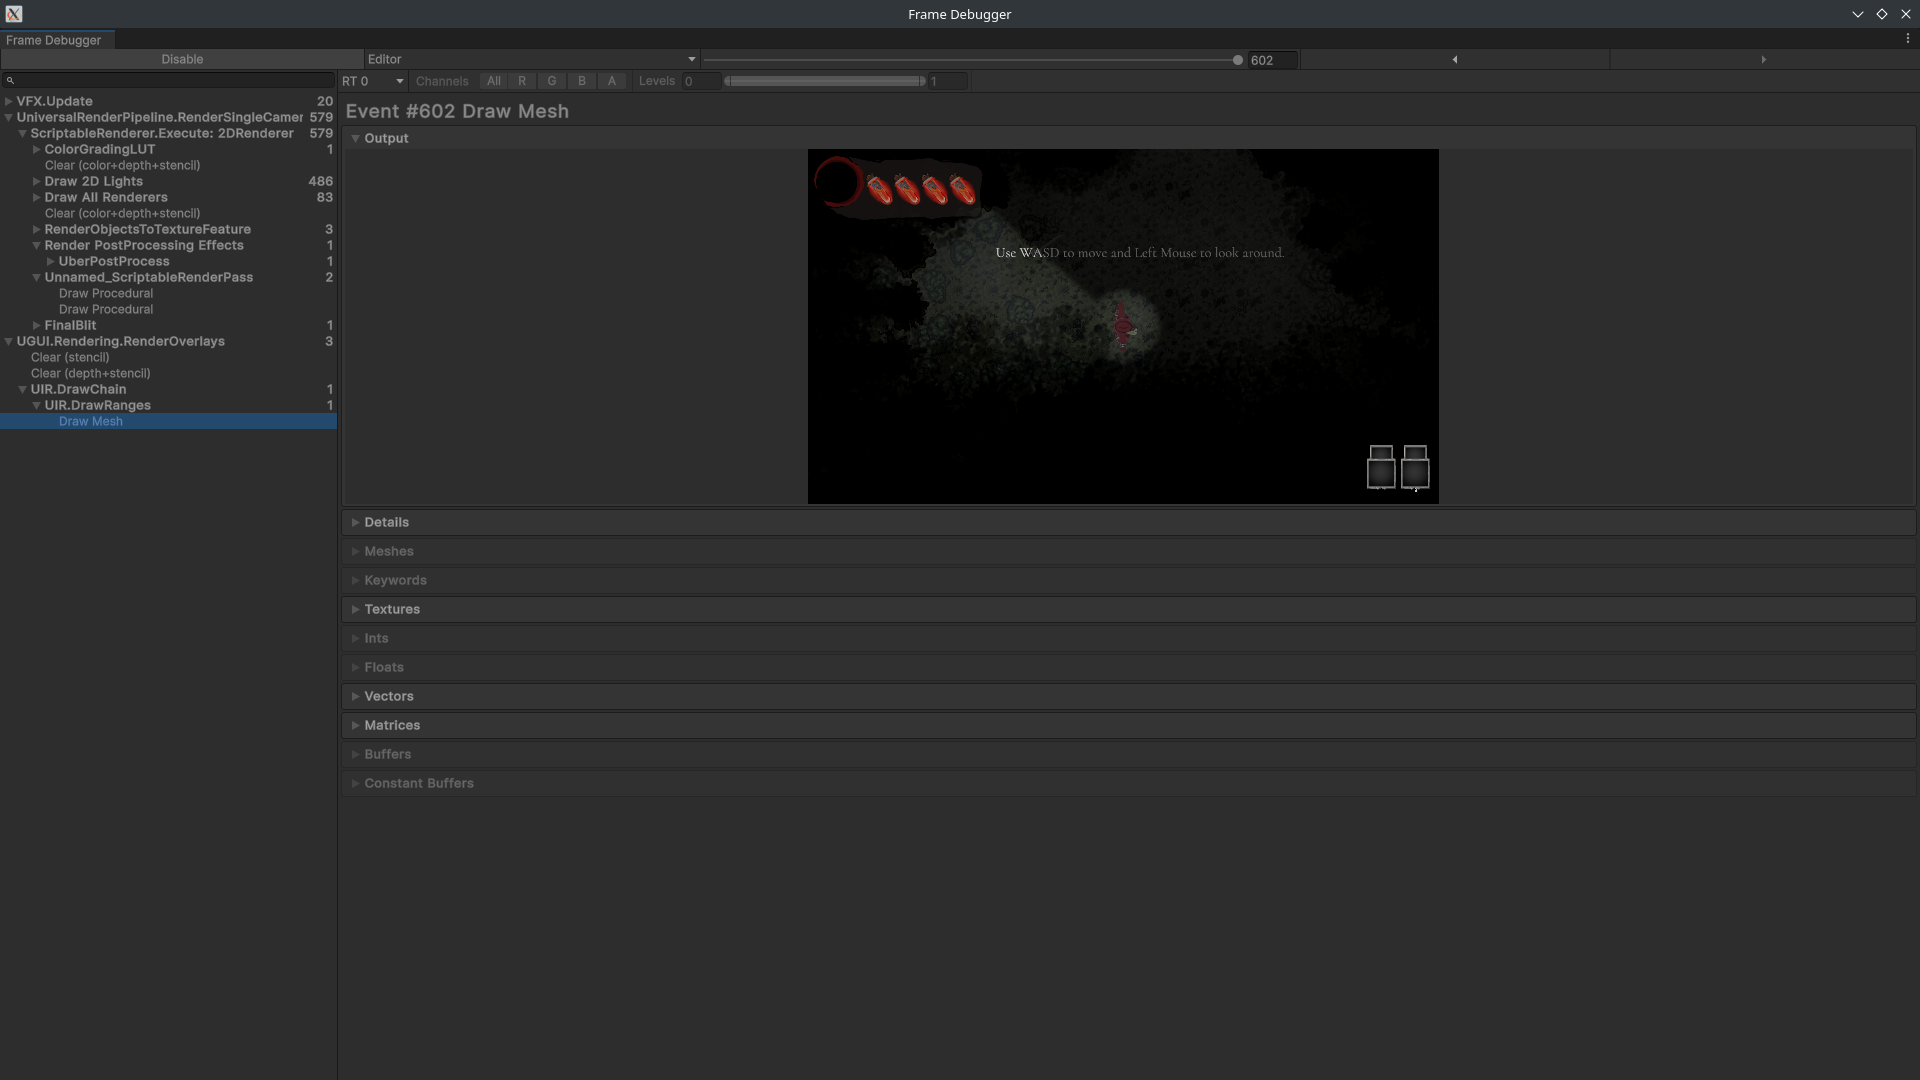 Frame Debugger
Frame Debugger
Disable
Editor
602
RT 0
Channels
All
R
G
B
A
Levels
0
1
VFX.Update 20
UniversalRenderPipeline.RenderSingleCamer 579
ScriptableRenderer.Execute: 2DRenderer 579
ColorGradingLUT 1
Clear (color+depth+stencil)
Draw 2D Lights 486
Draw All Renderers 83
Clear (color+depth+stencil)
RenderObjectsToTextureFeature 3
Render PostProcessing Effects 1
UberPostProcess 1
Unnamed_ScriptableRenderPass 2
Draw Procedural
Draw Procedural
FinalBlit 1
UGUI.Rendering.RenderOverlays 3
Clear (stencil)
Clear (depth+stencil)
UIR.DrawChain 1
UIR.DrawRanges 1
Draw Mesh
Event #602 Draw Mesh
Output
Use WASD to move and Left Mouse to look around.
Details
Meshes
Keywords
Textures
Ints
Floats
Vectors
Matrices
Buffers
Constant Buffers